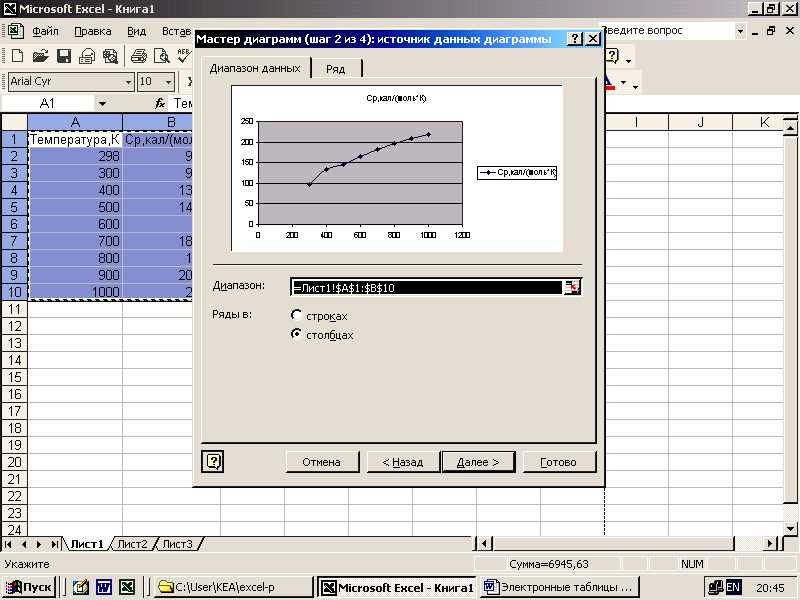 Microsoft Excel - Книга1
Файл Правка Вид Встав
Введите вопрос
Arial Cyr 10
A1 fx Тем
Мастер диаграмм (шаг 2 из 4): источник данных диаграммы
Диапазон данных Ряд
Cp,кал/(моль*К)
250
200
150
100
50
0
0 200 400 600 800 1000 1200
Cp,кал/(моль*К)
Диапазон: =Лист1!$A$1:$B$10
Ряды в: строках
столбцах
Отмена < Назад Далее > Готово
A B I J K
1 Температура,К Cp,кал/(мол
2 298 9
3 300 9
4 400 13
5 500 14
6 600
7 700 18
8 800 1
9 900 20
10 1000 2
11
12
13
14
15
16
17
18
19
20
21
22
23
24
Лист1 Лист2 Лист3
Укажите Сумма=6945,63 NUM
Пуск C:\User\KEA\excel-p Microsoft Excel - Книга1 Электронные таблицы ... EN 20:45